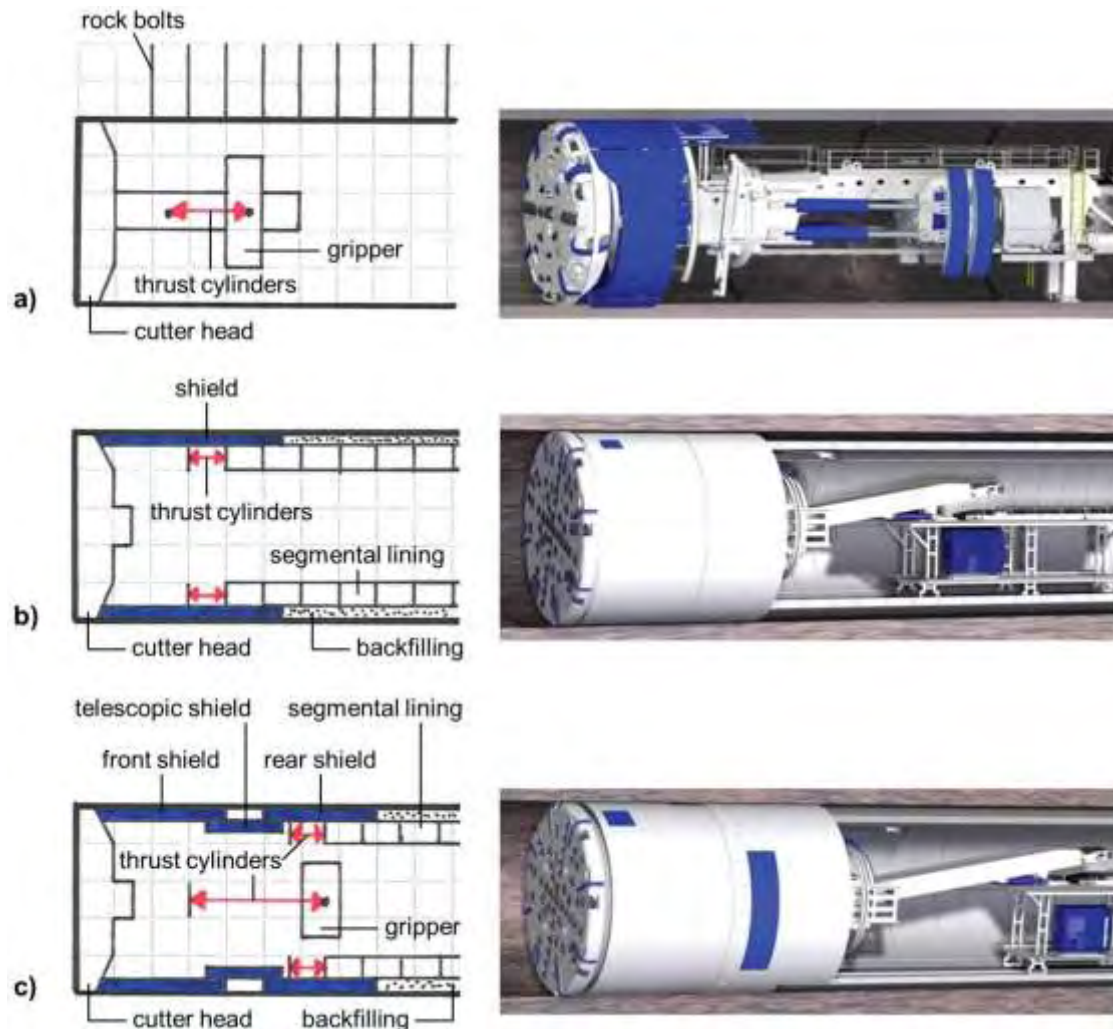 rock bolts
gripper
thrust cylinders
a)
cutter head
shield
thrust cylinders
segmental lining
b)
cutter head
backfilling
telescopic shield
segmental lining
front shield
rear shield
thrust cylinders
gripper
c)
cutter head
backfilling